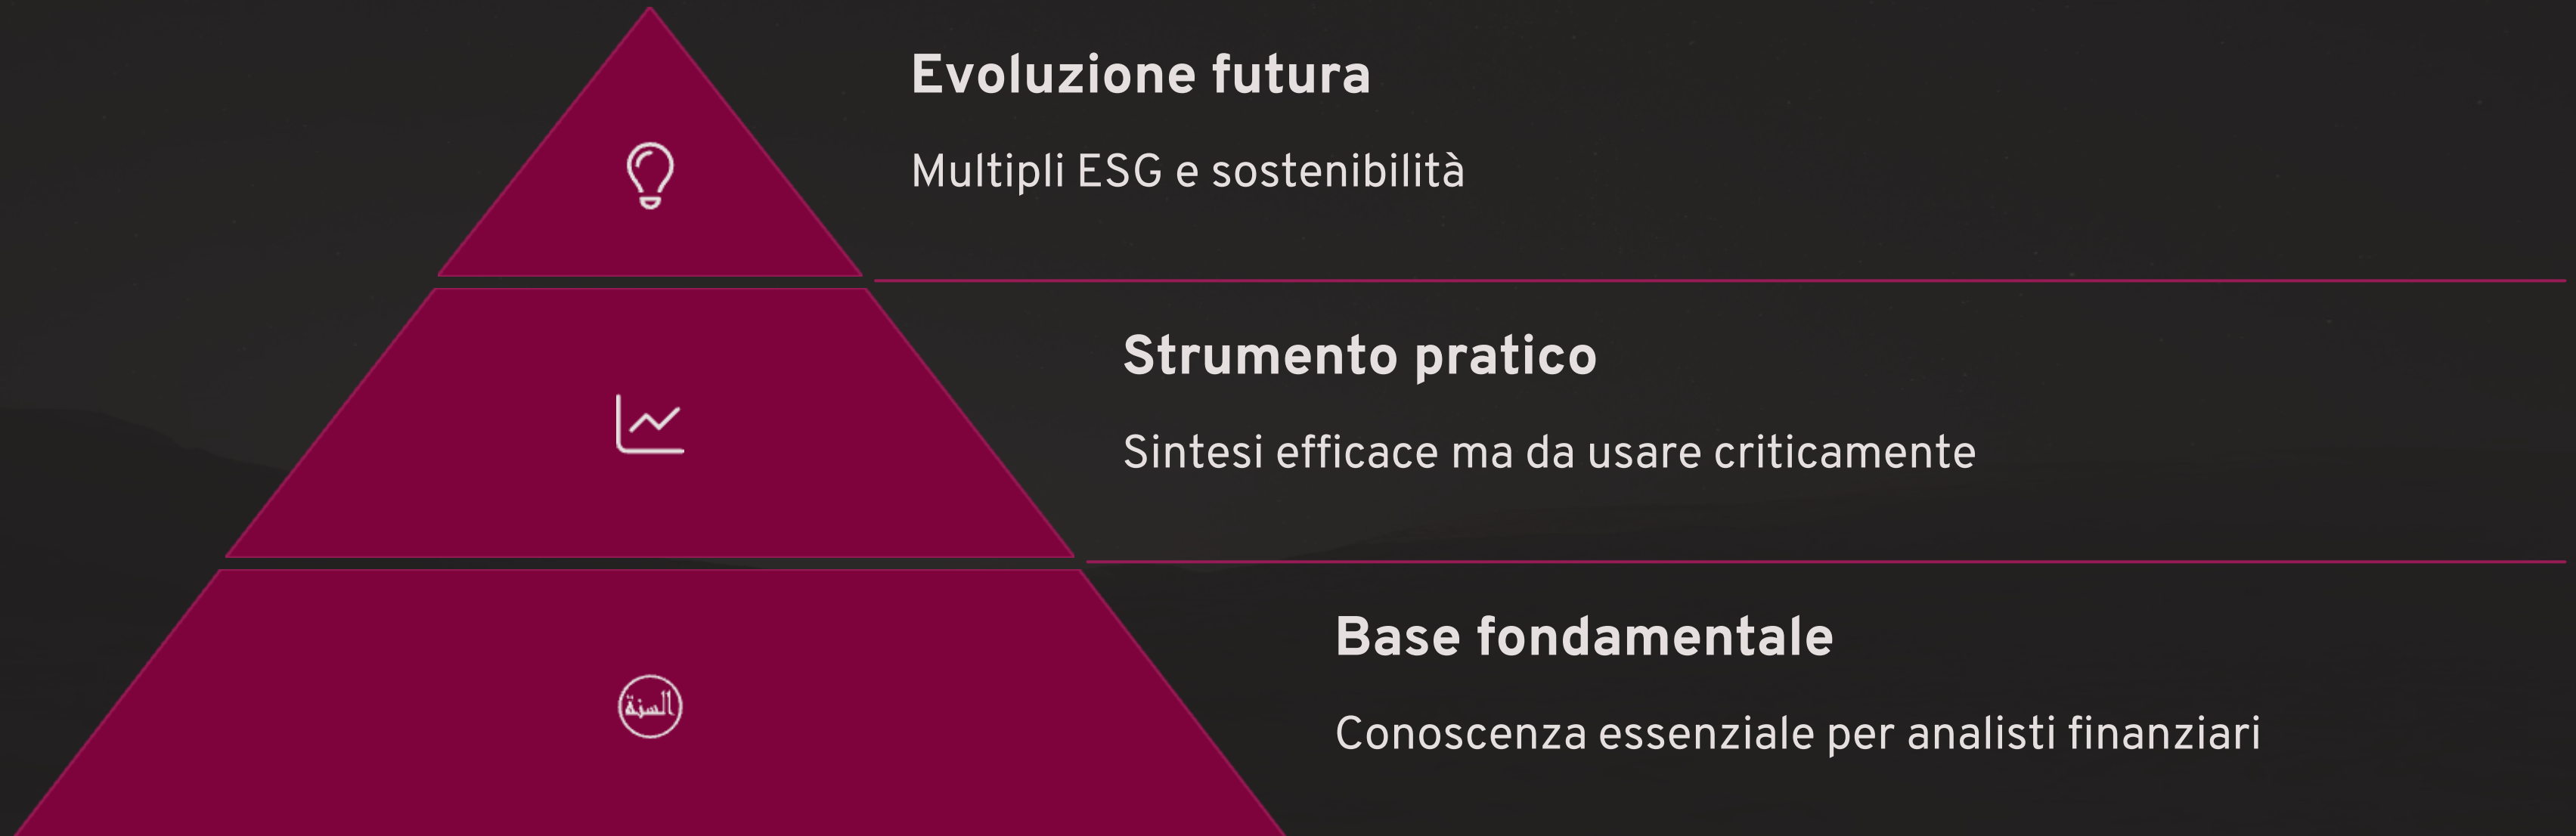 Evoluzione futura
Multipli ESG e sostenibilità
Strumento pratico
Sintesi efficace ma da usare criticamente
السنة
Base fondamentale
Conoscenza essenziale per analisti finanziari